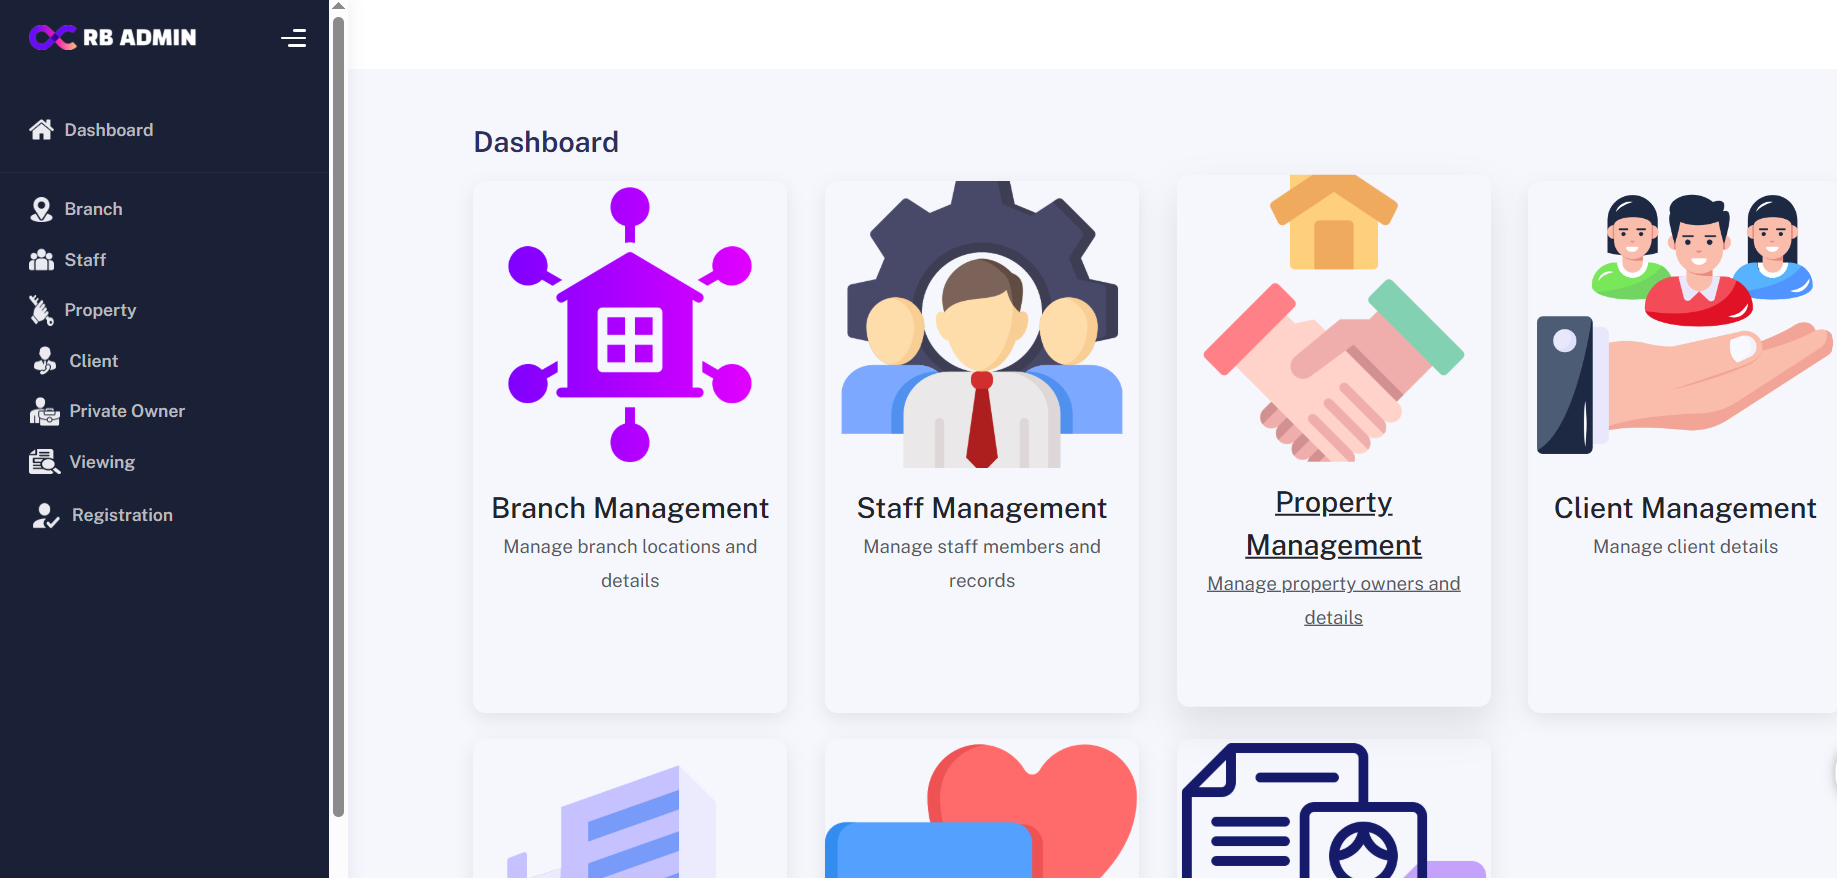 RB ADMIN
Dashboard
Branch
Staff
Property
Client
Private Owner
Viewing
Registration
Dashboard
Branch Management
Manage branch locations and
details
Staff Management
Manage staff members and
records
Property
Management
Manage property owners and
details
Client Management
Manage client details